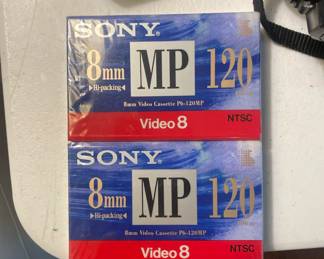 SONY®
8mm MP 120
▶Hi-packing◀
8mm Video Cassette P6-120MP
Video 8 NTSC
SONY®
8mm MP 120
▶Hi-packing◀
8mm Video Cassette P6-120MP
Video 8 NTSC